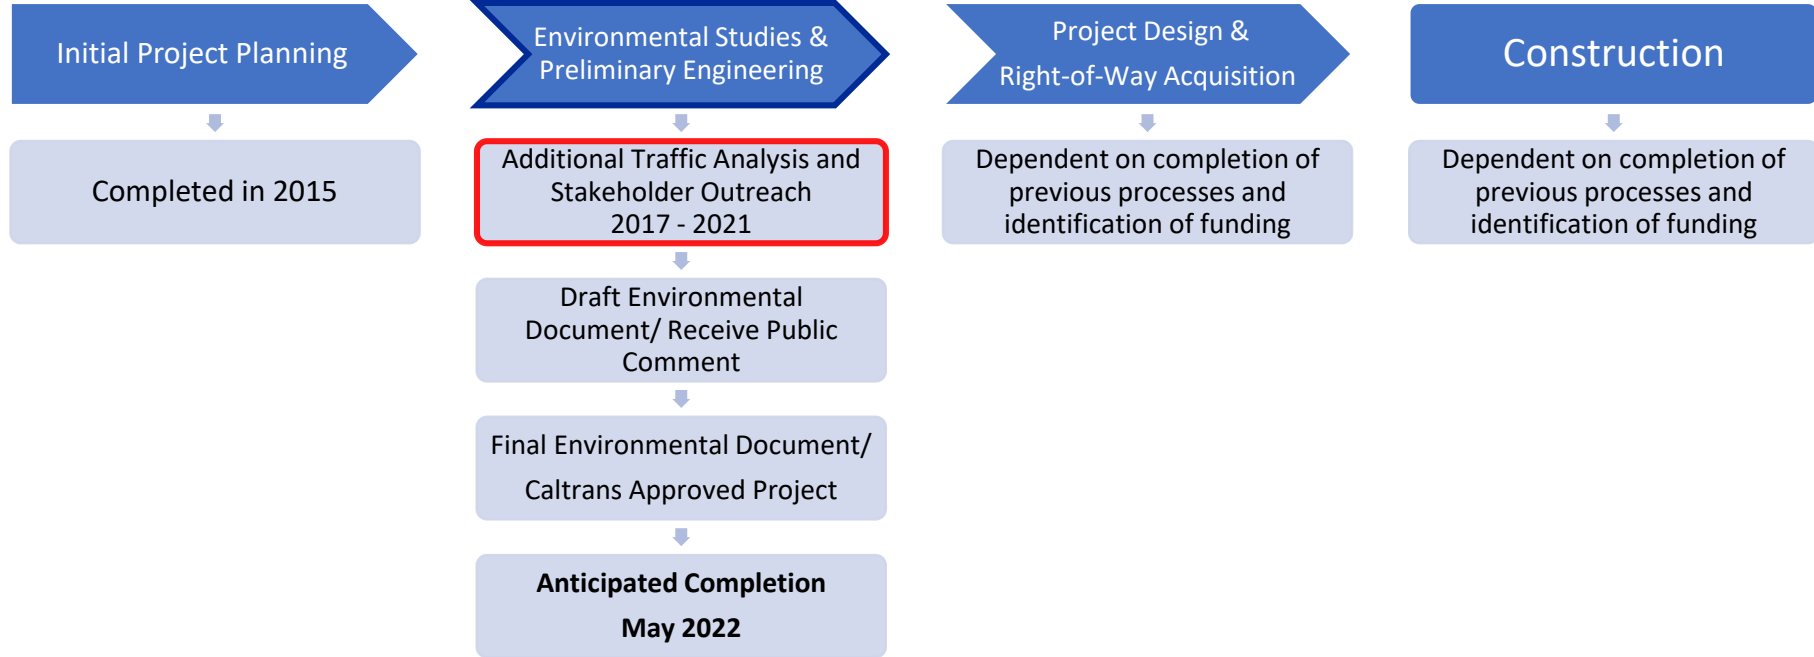 Initial Project Planning
Completed in 2015
Environmental Studies &
Preliminary Engineering
Additional Traffic Analysis and
Stakeholder Outreach
2017 - 2021
Draft Environmental
Document/ Receive Public
Comment
Final Environmental Document/
Caltrans Approved Project
Anticipated Completion
May 2022
Project Design &
Right-of-Way Acquisition
Dependent on completion of
previous processes and
identification of funding
Construction
Dependent on completion of
previous processes and
identification of funding